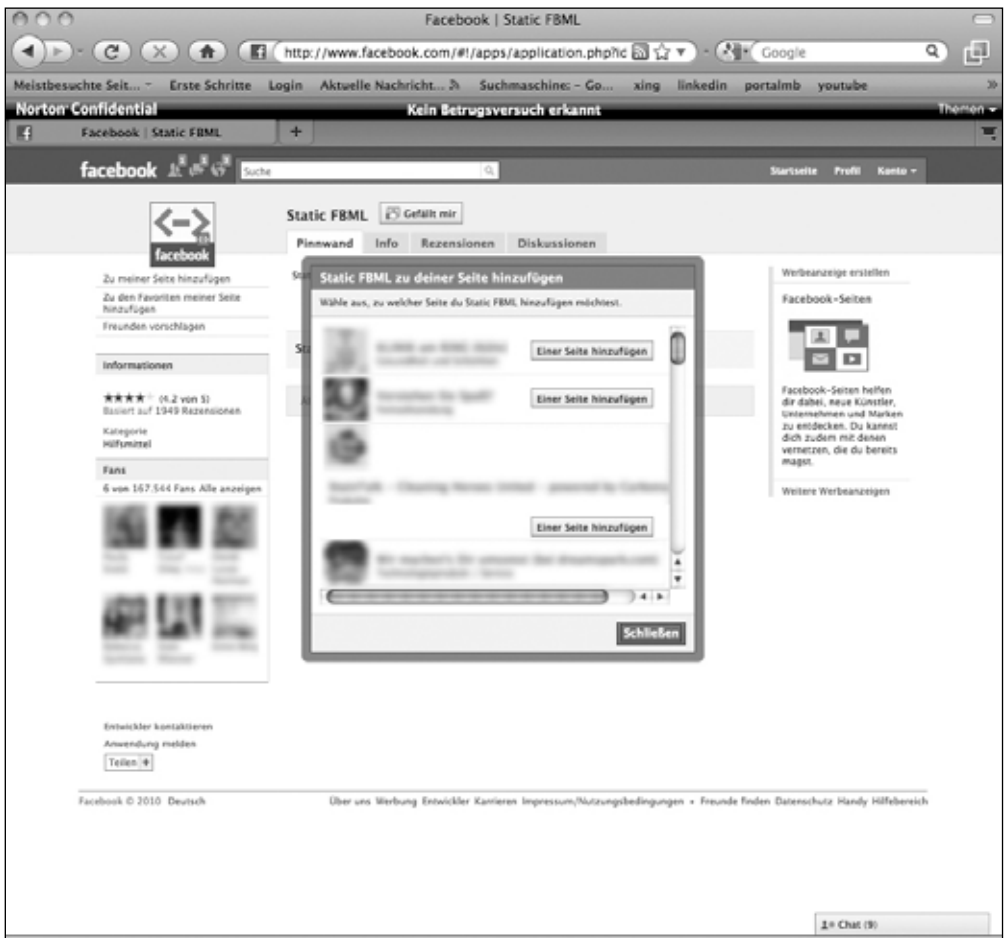 Facebook | Static FBML
http://www.facebook.com/#!/apps/application.php?ic
Google
Meistbesuchte Seit... Erste Schritte Login Aktuelle Nachricht... Suchmaschine: - Go... xing linkedin portalmb youtube »
Norton Confidential Kein Betrugsversuch erkannt Themen
Facebook | Static FBML +
facebook Suche Startseite Profil Konto
facebook
Static FBML Gefällt mir
Pinnwand Info Rezensionen Diskussionen
Zu meiner Seite hinzufügen
Zu den Favoriten meiner Seite
hinzufügen
Freunden vorschlagen
Informationen
(4.2 von 5)
Basiert auf 1949 Rezensionen
Kategorie
Hilfsmittel
Fans
6 von 167.544 Fans Alle anzeigen
Entwickler kontaktieren
Anwendung melden
Teilen +
Static FBML zu deiner Seite hinzufügen
Wähle aus, zu welcher Seite du Static FBML hinzufügen möchtest.
Einer Seite hinzufügen
Einer Seite hinzufügen
Einer Seite hinzufügen
Schließen
Werbeanzeige erstellen
Facebook-Seiten
Facebook-Seiten helfen
dir dabei, neue Künstler,
Unternehmen und Marken
zu entdecken. Du kannst
dich zudem mit denen
vernetzen, die du bereits
magst.
Weitere Werbeanzeigen
Facebook © 2010 Deutsch
Über uns Werbung Entwickler Karrieren Impressum/Nutzungsbedingungen • Freunde finden Datenschutz Handy Hilfebereich
Chat (9)